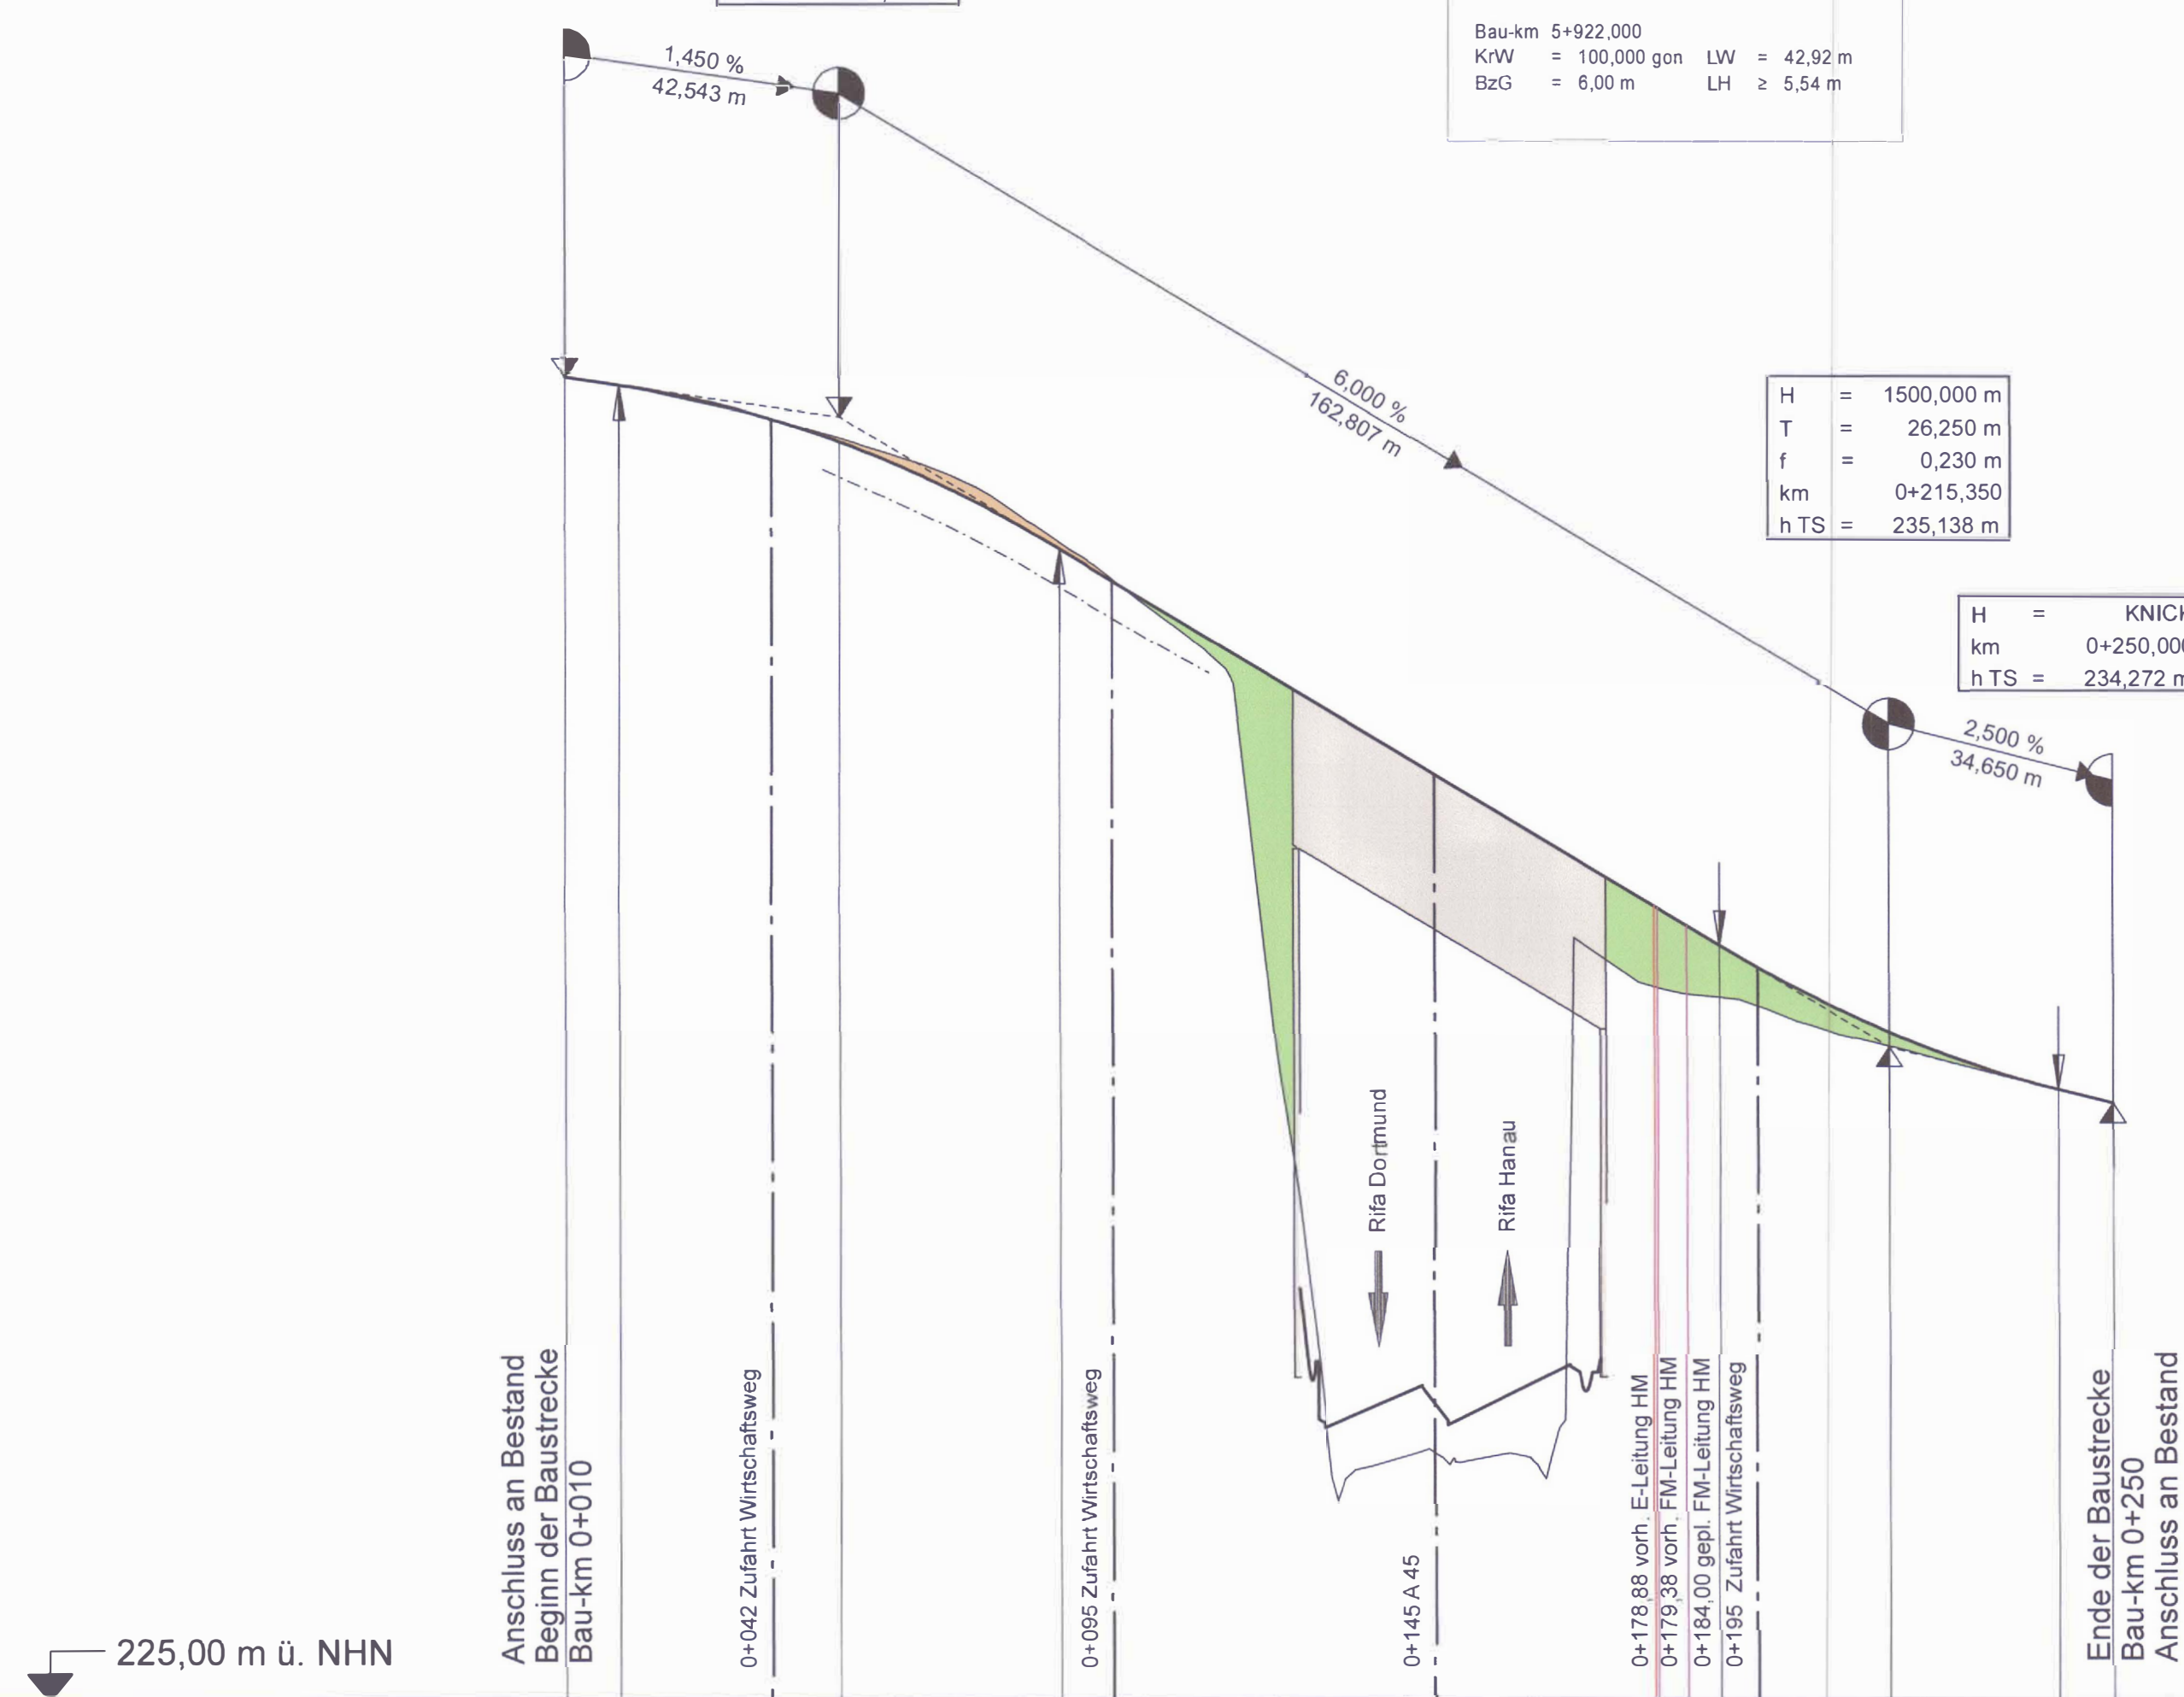 Bau-km 5+922,000
KrW = 100,000 gon LW = 42,92 m
BzG = 6,00 m LH ≥ 5,54 m
1,450 %
42,543 m
6,000 %
162,807 m
H = 1500,000 m
T = 26,250 m
f = 0,230 m
km 0+215,350
h TS = 235,138 m
H =
km 0+250,000
h TS = 234,272 m
2,500 %
34,650 m
Rifa Dortmund
Rifa Hanau
Anschluss an Bestand
Beginn der Baustrecke
Bau-km 0+010
0+042 Zufahrt Wirtschaftsweg
0+095 Zufahrt Wirtschaftsweg
0+145 A 45
0+178,88 vorh. E-Leitung HM
0+179,38 vorh. FM-Leitung HM
0+184,00 gepl. FM-Leitung HM
0+195 Zufahrt Wirtschaftsweg
Ende der Baustrecke
Bau-km 0+250
Anschluss an Bestand
225,00 m ü. NHN